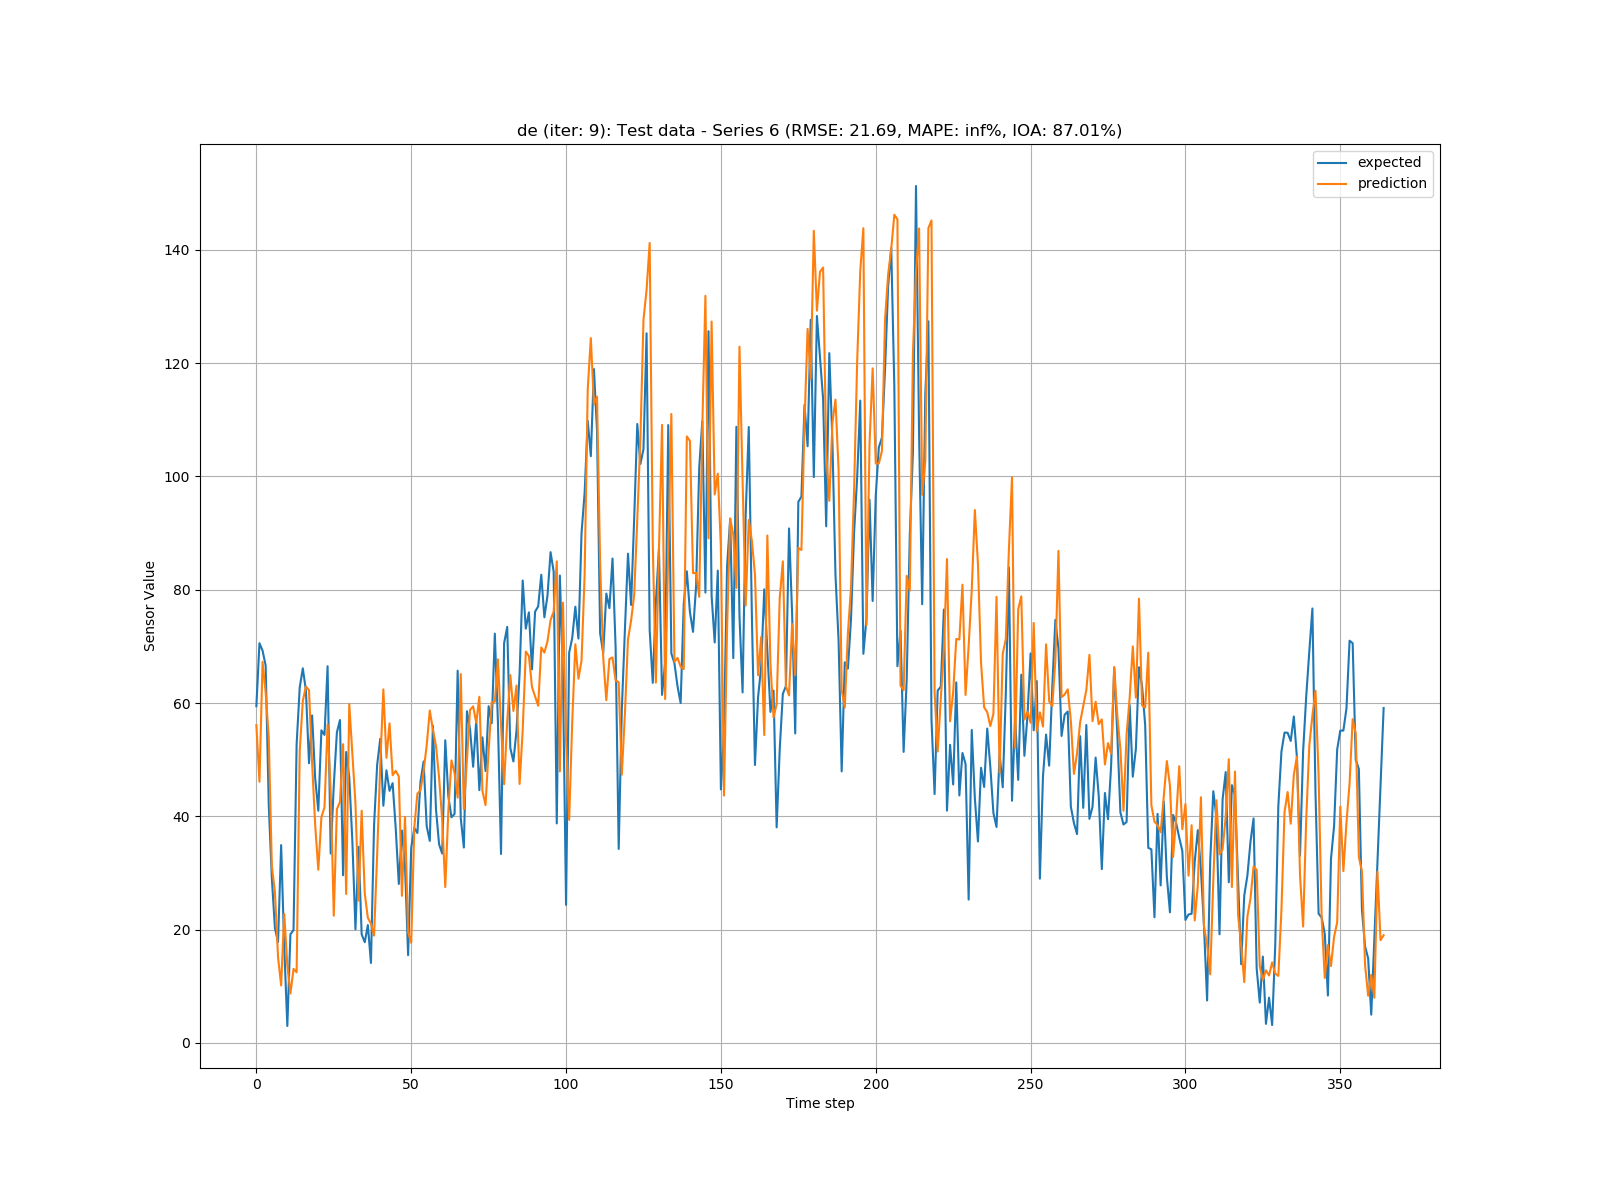 de (iter: 9): Test data - Series 6 (RMSE: 21.69, MAPE: inf%, IOA: 87.01%)
expected
prediction
Sensor Value
140
120
100
80
60
40
20
0
0 50 100 150 200 250 300 350
Time step